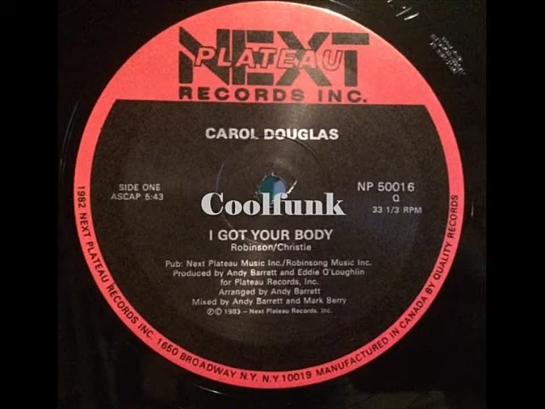 NEXT
PLATEAU
RECORDS INC.
CAROL DOUGLAS
SIDE ONE
ASCAP 5:43
NP 50016
Q
33 1/3 RPM
Coolfunk
I GOT YOUR BODY
Robinson/Christie
Pub: Next Plateau Music Inc./Robinsong Music Inc.
Produced by Andy Barrett and Eddie O'Loughlin
for Plateau Records, Inc.
Arranged by Andy Barrett
Mixed by Andy Barrett and Mark Berry
Ⓟ© 1983 – Next Plateau Records, Inc.
1982 NEXT PLATEAU RECORDS INC. 1650 BROADWAY N.Y. N.Y. 10019 MANUFACTURED IN CANADA BY QUALITY RECORDS